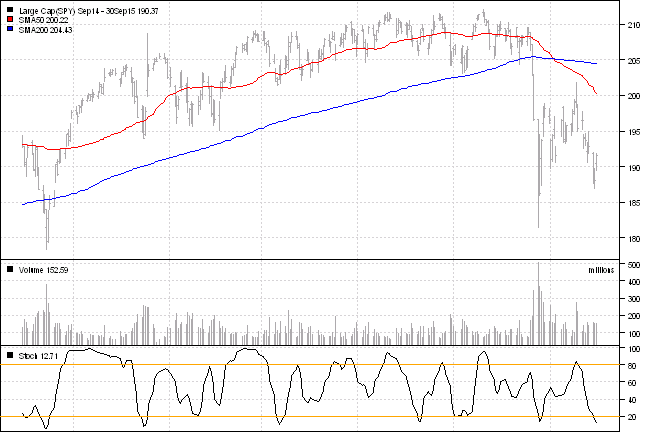 Large Cap(SPY) Sep14 - 30Sep15 190.37
SMA50 200.22
SMA200 204.43
210
205
200
195
190
185
180
Volume 152.59
millions
500
400
300
200
100
Stoch 12.71
100
80
60
40
20